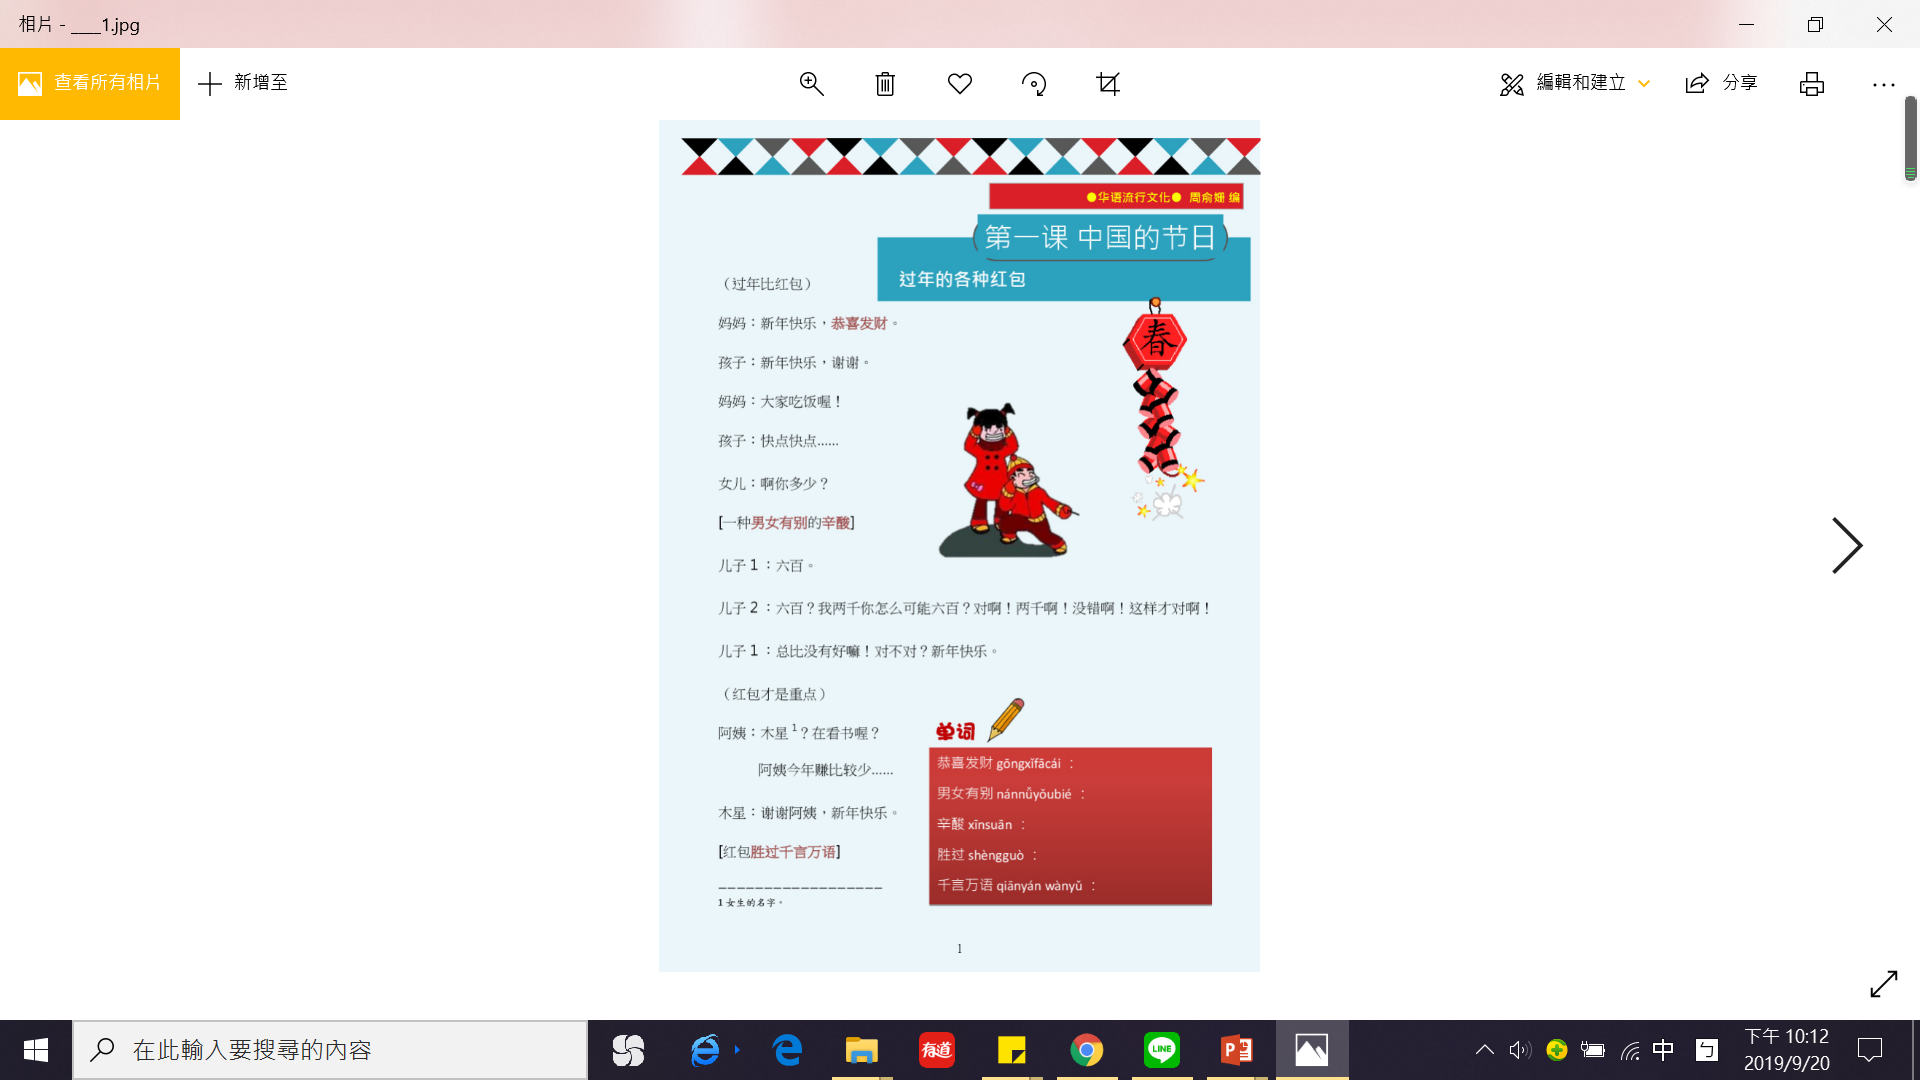 相片 - ____1.jpg
查看所有相片
新增至
編輯和建立
分享
●华语流行文化● 周俞姗 编
第一课 中国的节日
过年的各种红包
（过年比红包）
妈妈：新年快乐，恭喜发财。
孩子：新年快乐，谢谢。
妈妈：大家吃饭喔！
孩子：快点快点……
女儿：啊你多少？
[一种男女有别的辛酸]
儿子 1：六百。
儿子 2：六百？我两千你怎么可能六百？对啊！两千啊！没错啊！这样才对啊！
儿子 1：总比没有好嘛！对不对？新年快乐。
（红包才是重点）
阿姨：木星1？在看书喔？
阿姨今年赚比较少……
木星：谢谢阿姨，新年快乐。
[红包胜过千言万语]
__________________
1 女生的名字。
春
单词
恭喜发财 gōngxǐfācái ：
男女有别 nánnǚyǒubié ：
辛酸 xīnsuān ：
胜过 shèngguò ：
千言万语 qiānyán wànyǔ ：
1
在此輸入要搜尋的內容
有道
LINE
中
ㄅ
下午 10:12
2019/9/20